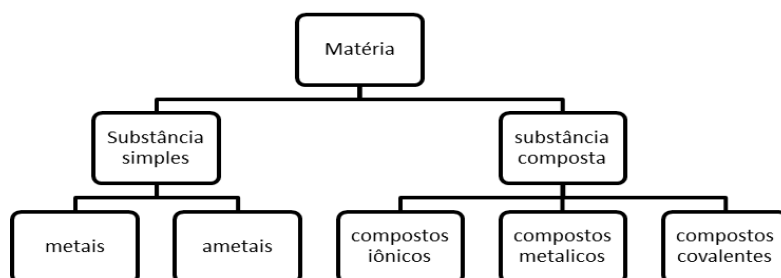 Matéria
Substância
simples
substância
composta
metais
ametais
compostos
iônicos
compostos
metalicos
compostos
covalentes